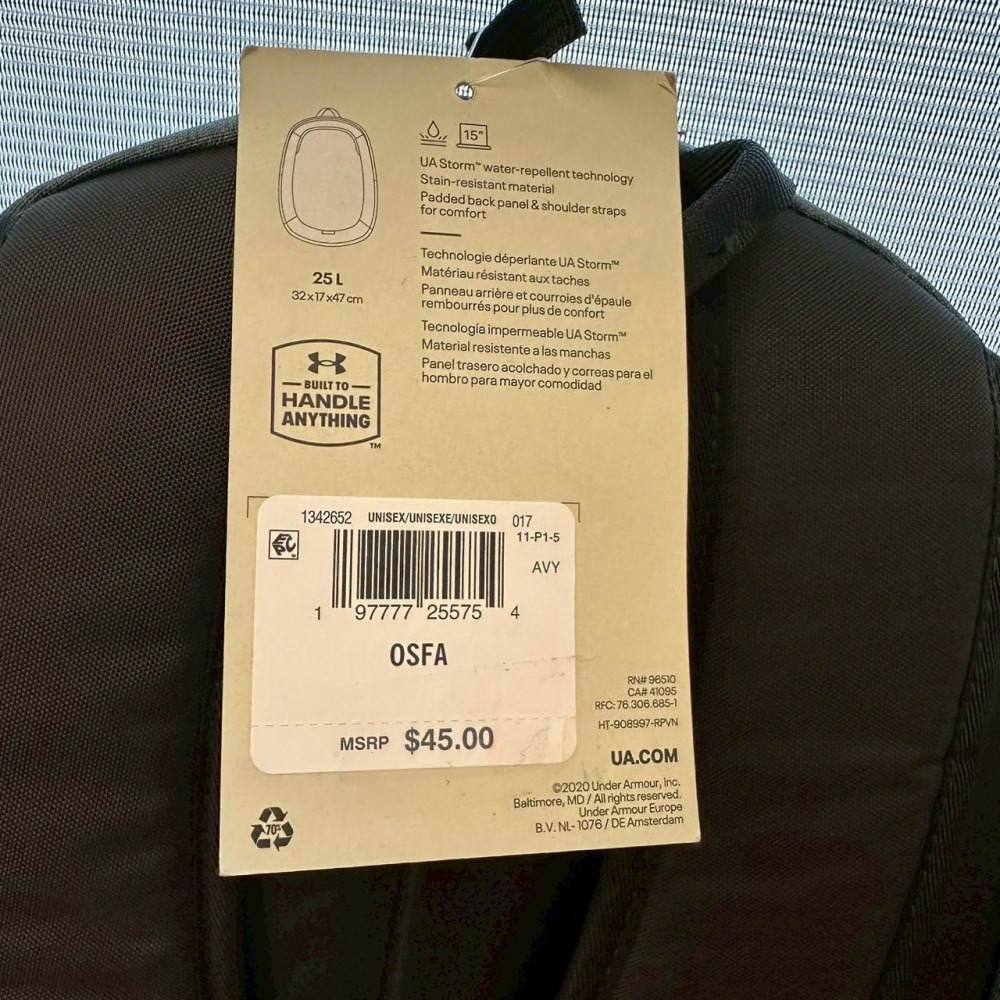 15"
UA Storm™ water-repellent technology
Stain-resistant material
Padded back panel & shoulder straps
for comfort
Technologie déperlante UA Storm™
Matériau résistant aux taches
Panneau arrière et courroies d'épaule
rembourrés pour plus de confort
Tecnología impermeable UA Storm™
Material resistente a las manchas
Panel trasero acolchado y correas para el
hombro para mayor comodidad
25 L
32 x 17 x 47 cm
BUILT TO
HANDLE
ANYTHING
™
1342652 UNISEX/UNISEXE/UNISEXO 017
11-P1-5
EPC
AVY
1 97777 25575 4
OSFA
MSRP $45.00
RN# 96510
CA# 41095
RFC: 76.306.685-1
HT-908997-RPVN
UA.COM
©2020 Under Armour, Inc.
Baltimore, MD / All rights reserved.
Under Armour Europe
B.V. NL- 1076 / DE Amsterdam
70%